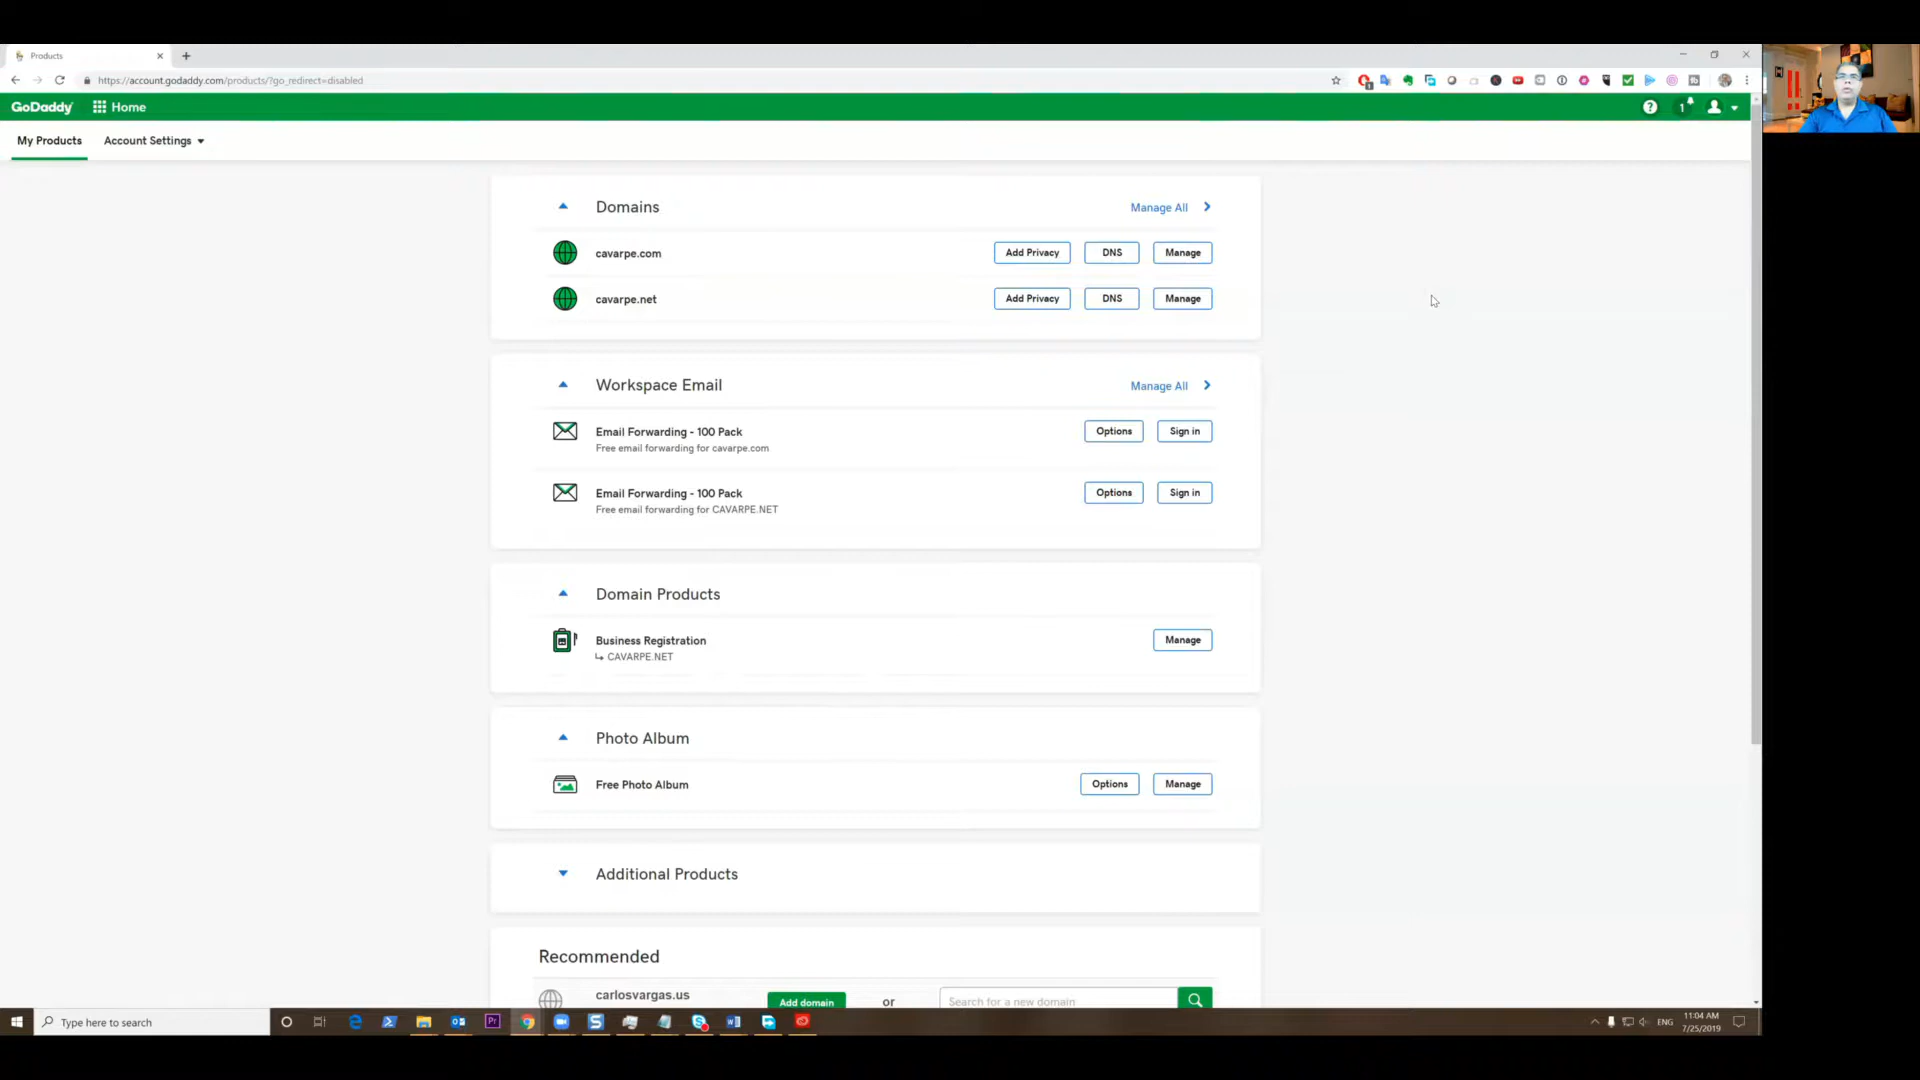 Products
https://account.godaddy.com/products/?go_redirect=disabled
GoDaddy Home
? 1
My Products Account Settings
Domains Manage All
cavarpe.com Add Privacy DNS Manage
cavarpe.net Add Privacy DNS Manage
Workspace Email Manage All
Email Forwarding - 100 Pack Options Sign in
Free email forwarding for cavarpe.com
Email Forwarding - 100 Pack Options Sign in
Free email forwarding for CAVARPE.NET
Domain Products
Business Registration Manage
CAVARPE.NET
Photo Album
Free Photo Album Options Manage
Additional Products
Recommended
carlosvargas.us Add domain or Search for a new domain
Type here to search
Pr
ENG
11:04 AM
7/25/2019